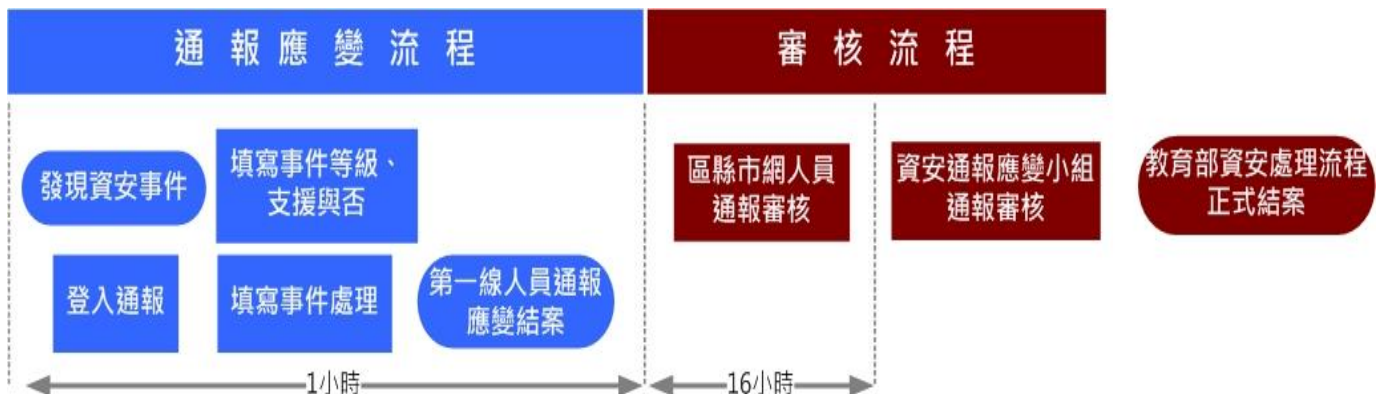 通報應變流程
審核流程
發現資安事件
填寫事件等級、
支援與否
登入通報
填寫事件處理
第一線人員通報
應變結案
區縣市網人員
通報審核
資安通報應變小組
通報審核
教育部資安處理流程
正式結案
1小時
16小時